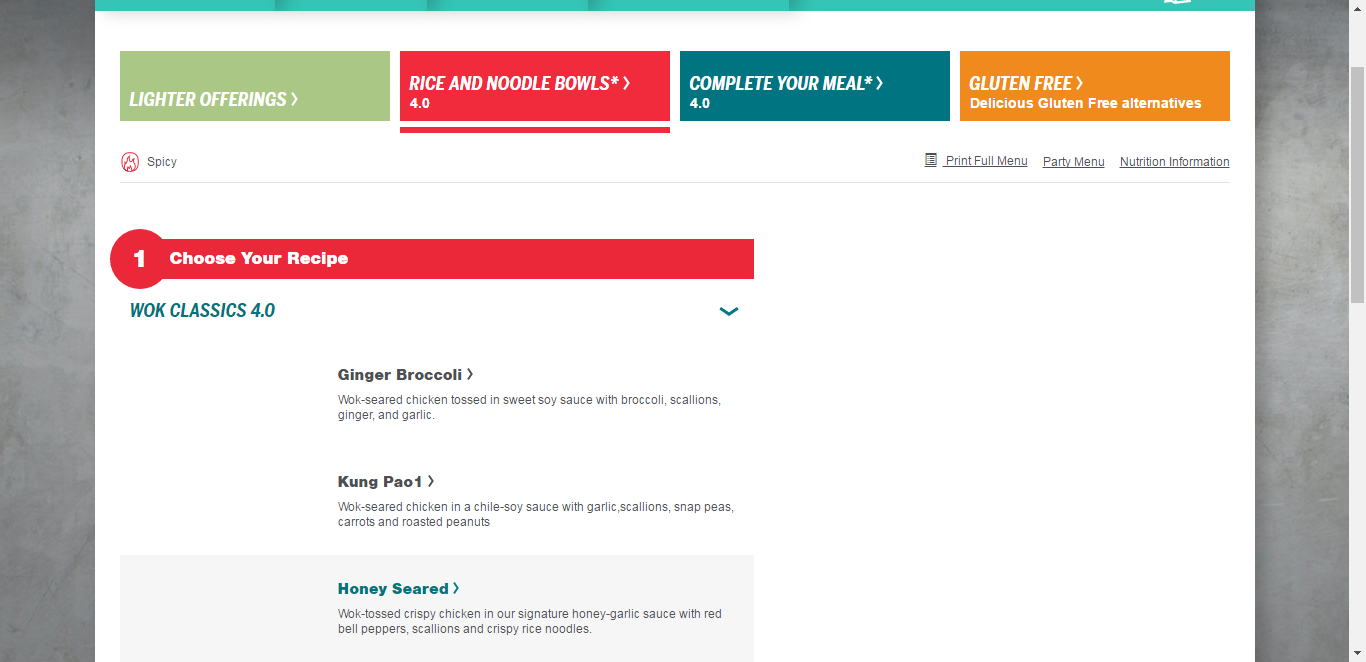 LIGHTER OFFERINGS >
RICE AND NOODLE BOWLS* >
4.0
COMPLETE YOUR MEAL* >
4.0
GLUTEN FREE >
Delicious Gluten Free alternatives
Spicy
Print Full Menu
Party Menu
Nutrition Information
1
Choose Your Recipe
WOK CLASSICS 4.0
Ginger Broccoli >
Wok-seared chicken tossed in sweet soy sauce with broccoli, scallions,
ginger, and garlic.
Kung Pao1 >
Wok-seared chicken in a chile-soy sauce with garlic,scallions, snap peas,
carrots and roasted peanuts
Honey Seared >
Wok-tossed crispy chicken in our signature honey-garlic sauce with red
bell peppers, scallions and crispy rice noodles.